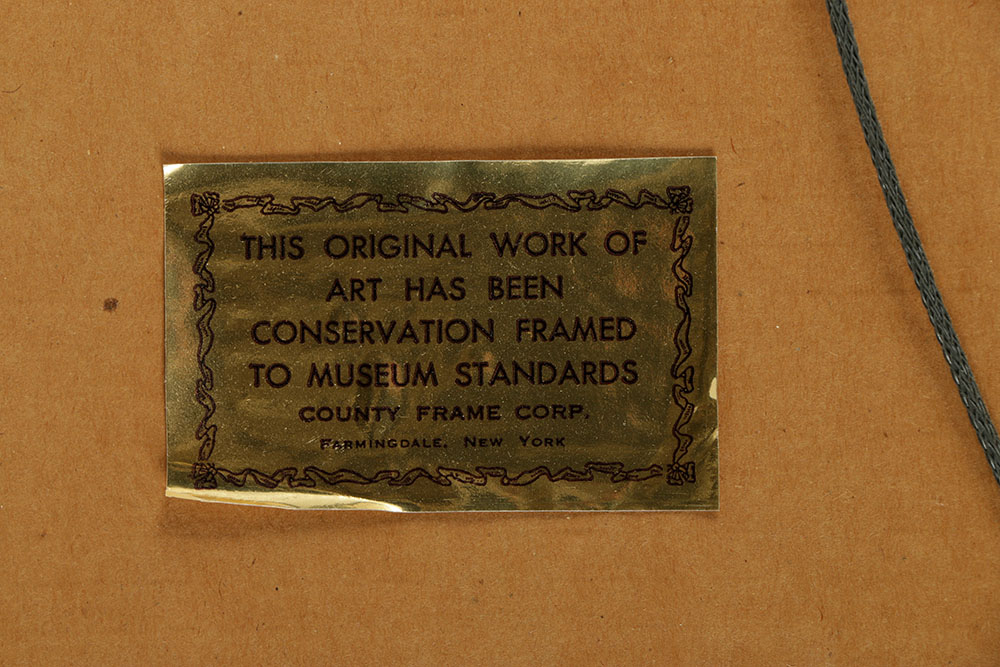 THIS ORIGINAL WORK OF
ART HAS BEEN
CONSERVATION FRAMED
TO MUSEUM STANDARDS
COUNTY FRAME CORP.
FARMINGDALE, NEW YORK